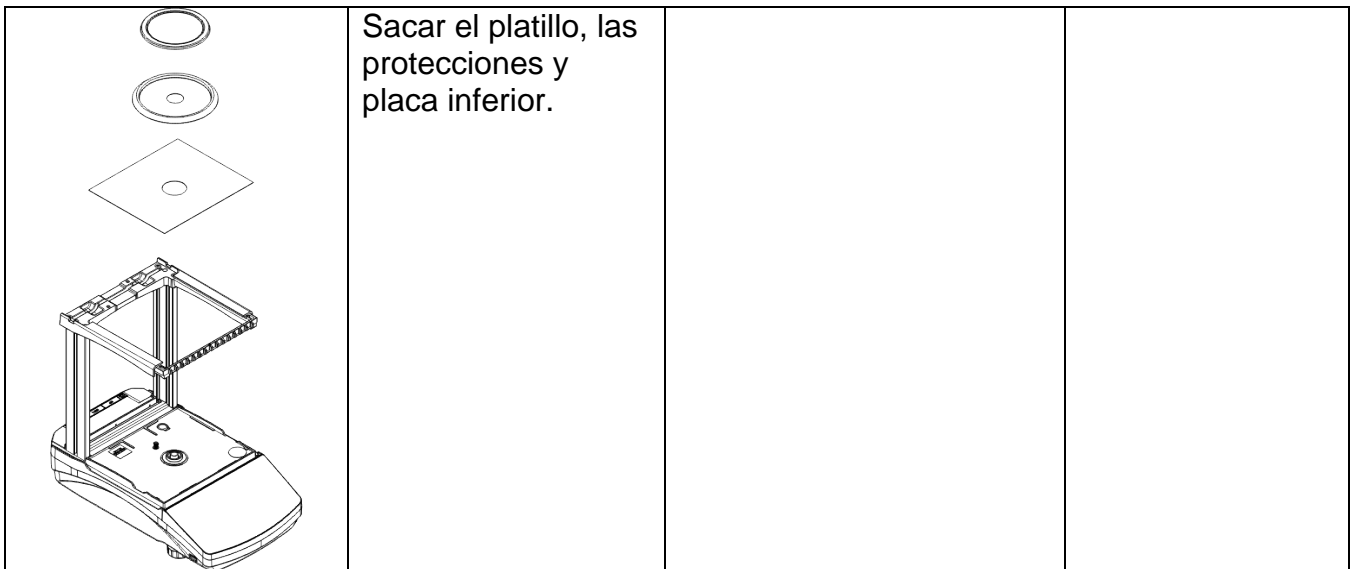 Sacar el platillo, las
protecciones y
placa inferior.